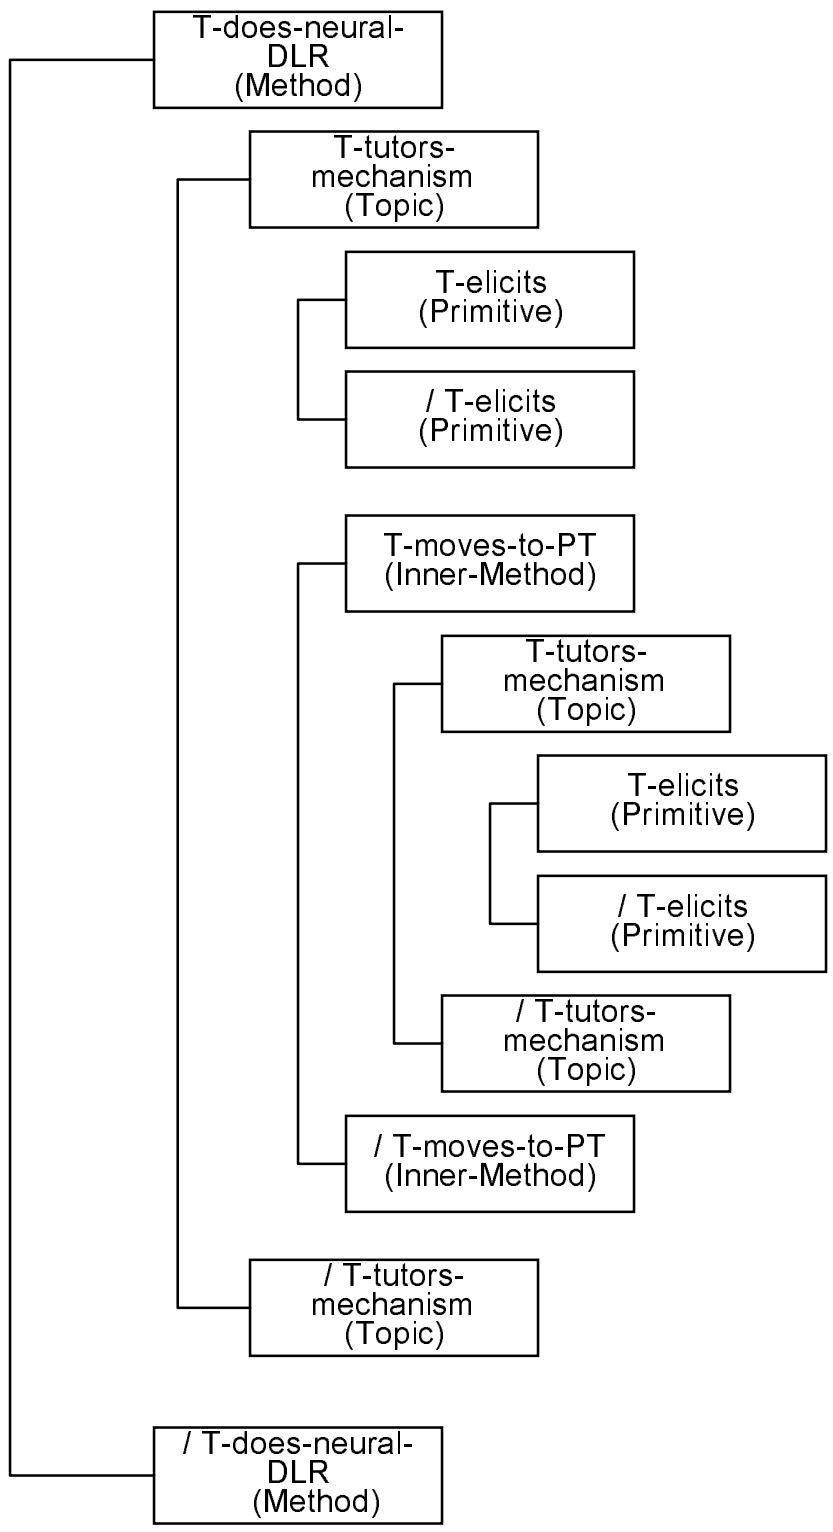 T-does-neural-
DLR
(Method)
T-tutors-
mechanism
(Topic)
T-elicits
(Primitive)
/ T-elicits
(Primitive)
T-moves-to-PT
(Inner-Method)
T-tutors-
mechanism
(Topic)
T-elicits
(Primitive)
/ T-elicits
(Primitive)
/ T-tutors-
mechanism
(Topic)
/ T-moves-to-PT
(Inner-Method)
/ T-tutors-
mechanism
(Topic)
/ T-does-neural-
DLR
(Method)